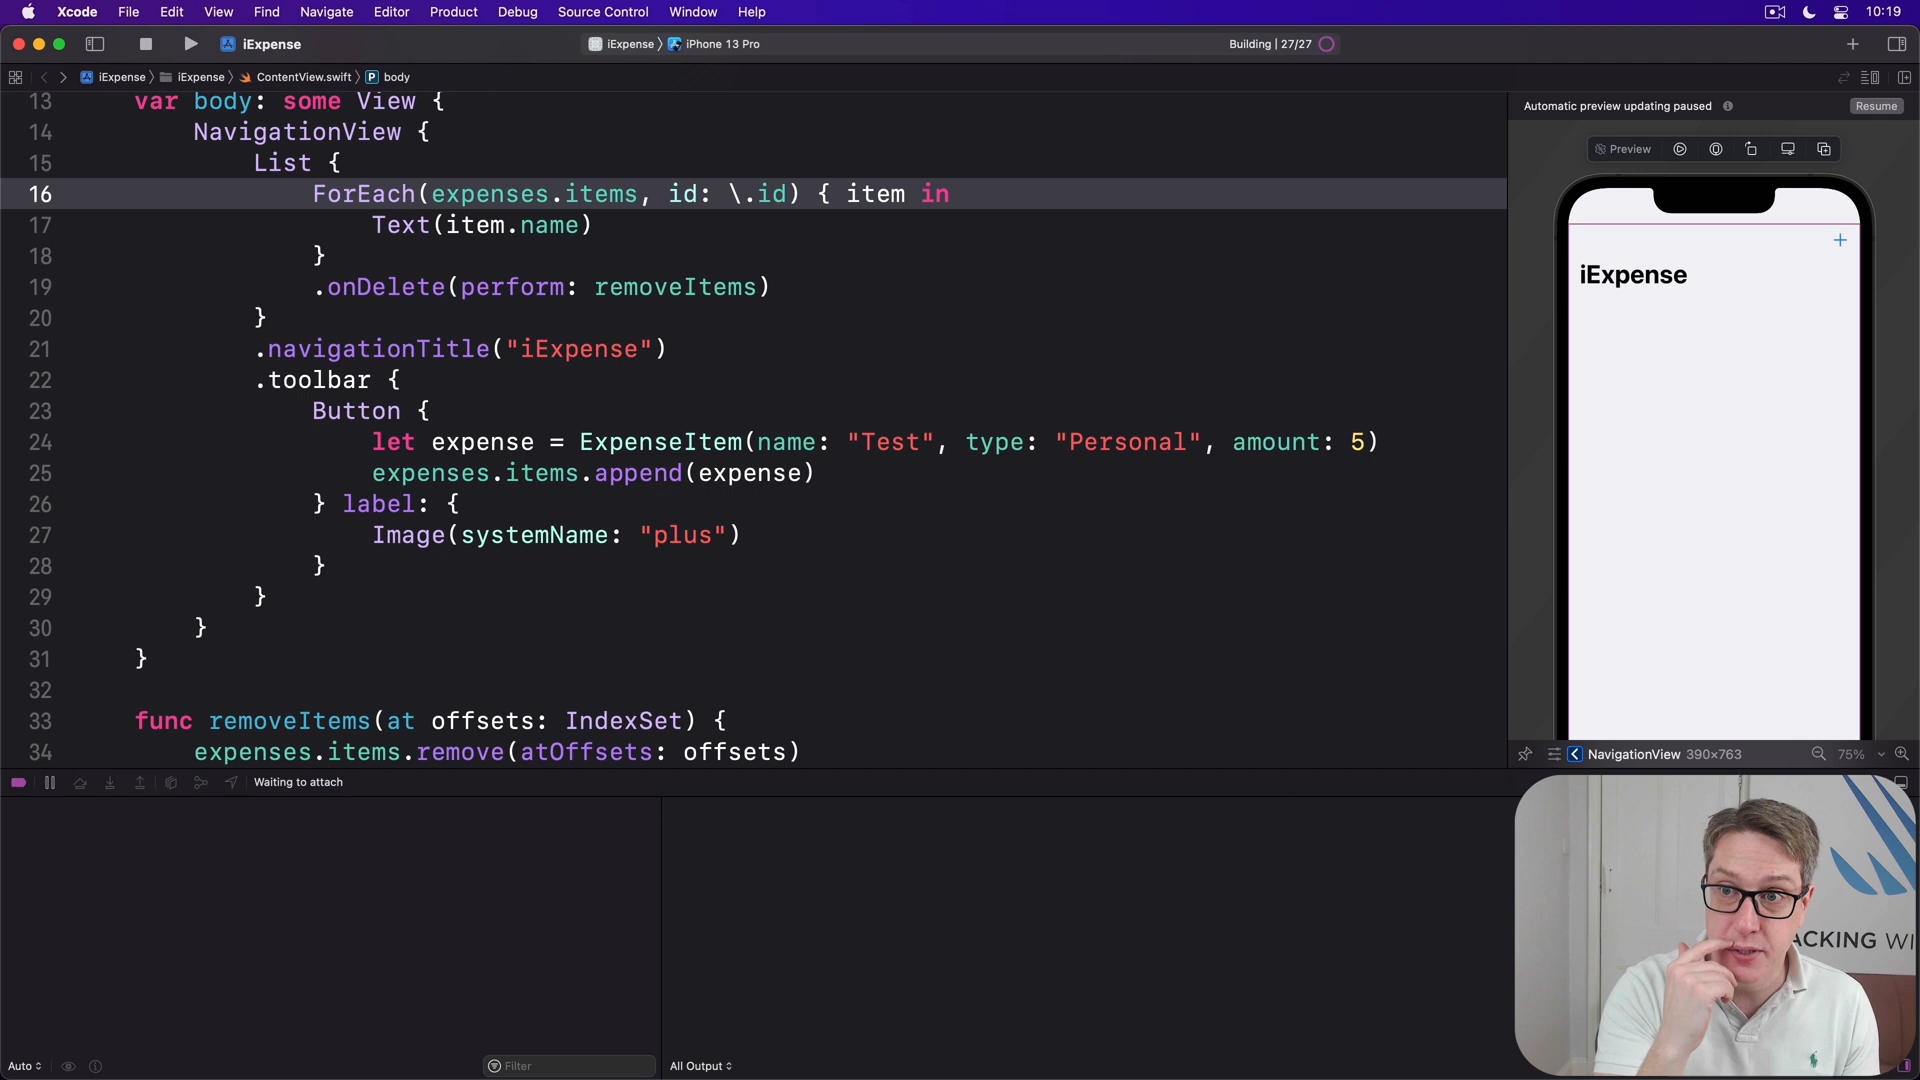 Xcode File Edit View Find Navigate Editor Product Debug Source Control Window Help 10:19
iExpense iExpense iPhone 13 Pro Building | 27/27
iExpense iExpense ContentView.swift P body
Automatic preview updating paused Resume
Preview
13 var body: some View {
14 NavigationView {
15 List {
16 ForEach(expenses.items, id: \.id) { item in
17 Text(item.name)
18 }
19 .onDelete(perform: removeItems)
20 }
21 .navigationTitle("iExpense")
22 .toolbar {
23 Button {
24 let expense = ExpenseItem(name: "Test", type: "Personal", amount: 5)
25 expenses.items.append(expense)
26 } label: {
27 Image(systemName: "plus")
28 }
29 }
30 }
31 }
32
33 func removeItems(at offsets: IndexSet) {
34 expenses.items.remove(atOffsets: offsets)
+
iExpense
NavigationView 390×763 75%
Waiting to attach
ACKING WI
Auto Filter All Output